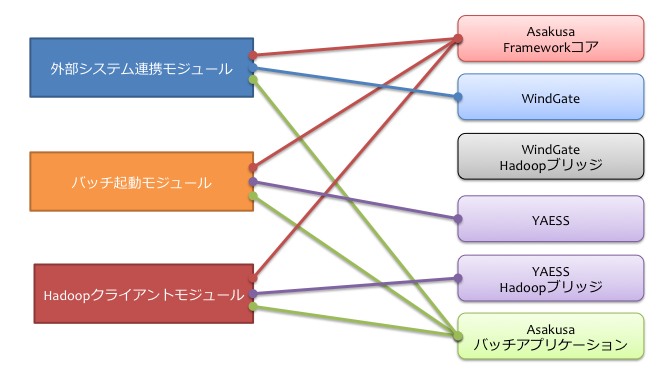 外部システム連携モジュール
バッチ起動モジュール
Hadoopクライアントモジュール
Asakusa
Frameworkコア
WindGate
WindGate
Hadoopブリッジ
YAESS
YAESS
Hadoopブリッジ
Asakusa
バッチアプリケーション